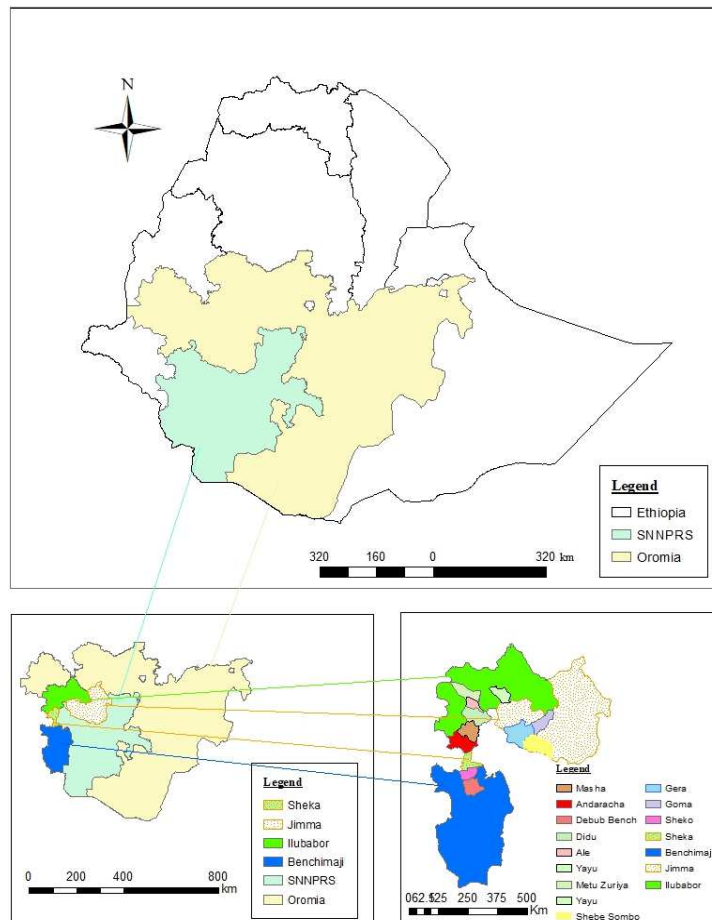 N
Legend
Ethiopia
SNNPRS
Oromia
320 160 0 320
km
Legend
Sheka
Jimma
Ilubabor
Benchimaji
SNNPRS
Oromia
0 200 400 800
km
Legend
Masha
Andaracha
Debub Bench
Didu
Ale
Yayu
Metu Zuriya
Yayu
Shebe Sombo
Gera
Goma
Sheko
Sheka
Benchimaji
Jimma
Ilubabor
062.5125 250 375 500
Km